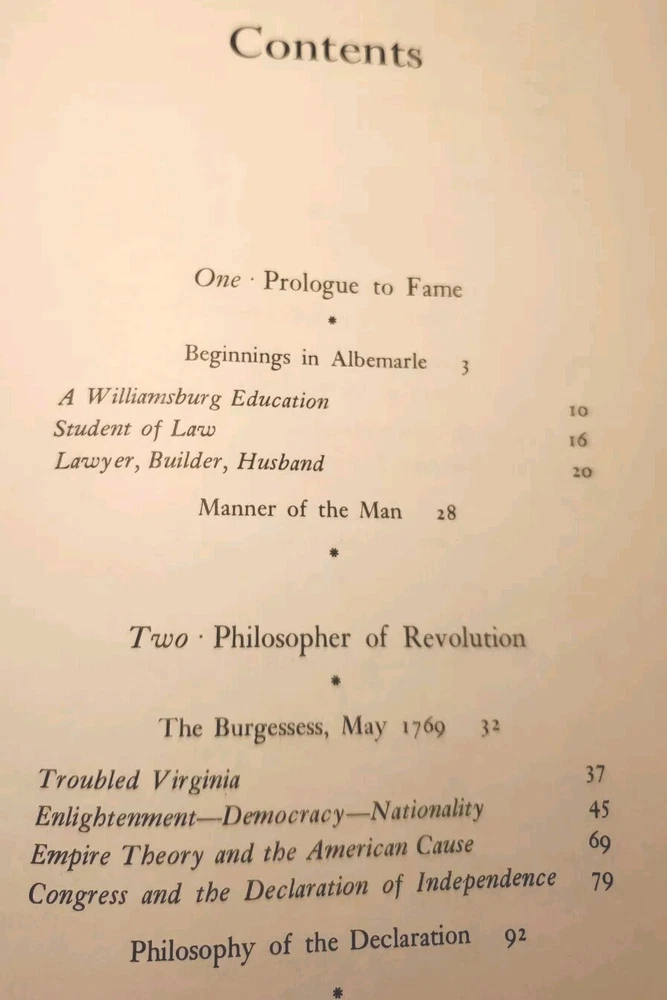 Contents
One · Prologue to Fame
*
Beginnings in Albemarle 3
A Williamsburg Education 10
Student of Law 16
Lawyer, Builder, Husband 20
Manner of the Man 28
*
Two · Philosopher of Revolution
*
The Burgessess, May 1769 32
Troubled Virginia 37
Enlightenment—Democracy—Nationality 45
Empire Theory and the American Cause 69
Congress and the Declaration of Independence 79
Philosophy of the Declaration 92
*